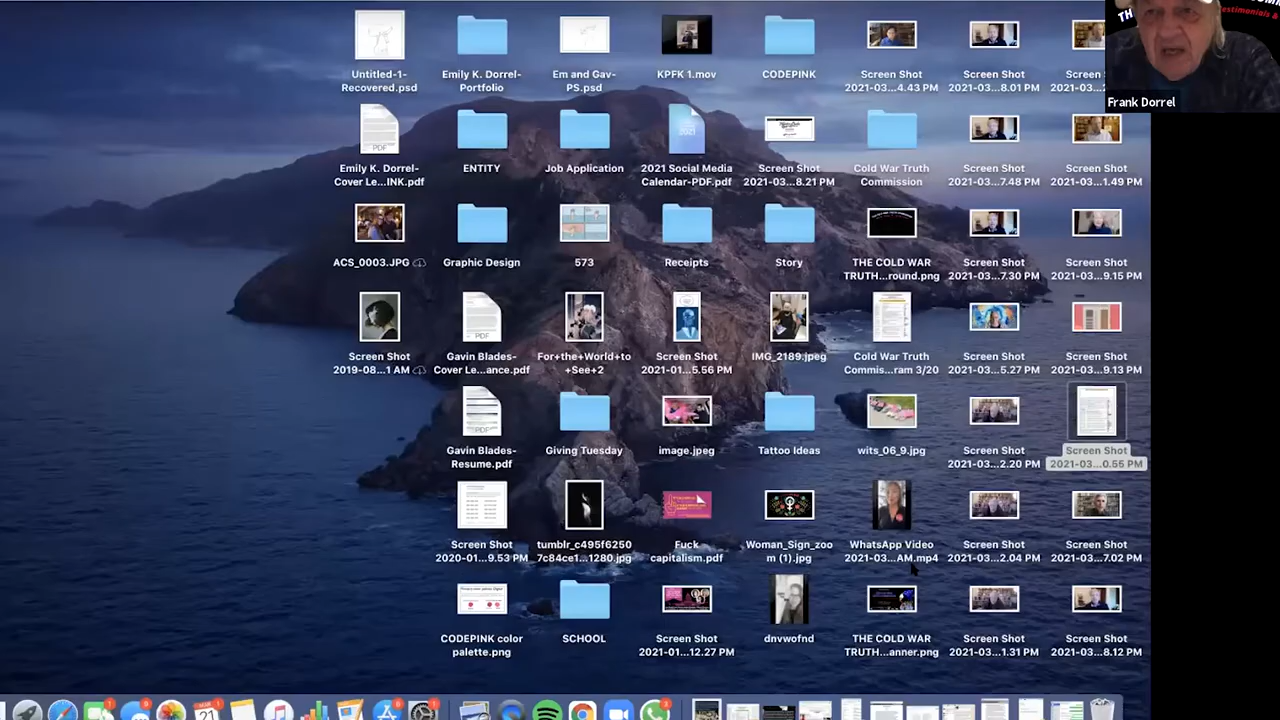 Untitled-1-
Recovered.psd
Emily K. Dorrel-
Portfolio
Em and Gav-
PS.psd
KPFK 1.mov
CODEPINK
Screen Shot
2021-03...4.43 PM
Screen Shot
2021-03...8.01 PM
Frank Dorrel
Emily K. Dorrel-
Cover Le...INK.pdf
ENTITY
Job Application
2021 Social Media
Calendar-PDF.pdf
Screen Shot
2021-03...8.21 PM
Cold War Truth
Commission
Screen Shot
2021-03...7.48 PM
Screen Shot
2021-03...1.49 PM
ACS_0003.JPG
Graphic Design
573
Receipts
Story
THE COLD WAR
TRUTH...round.png
Screen Shot
2021-03...7.30 PM
Screen Shot
2021-03...9.15 PM
Screen Shot
2019-08...1 AM
Gavin Blades-
Cover Le...ance.pdf
For+the+World+to
+See+2
Screen Shot
2021-01...5.56 PM
IMG_2189.jpeg
Cold War Truth
Commis...ram 3/20
Screen Shot
2021-03...5.27 PM
Screen Shot
2021-03...9.13 PM
Gavin Blades-
Resume.pdf
Giving Tuesday
image.jpeg
Tattoo Ideas
wits_06_9.jpg
Screen Shot
2021-03...2.20 PM
Screen Shot
2021-03...0.55 PM
Screen Shot
2020-01...9.53 PM
tumblr_c495f6250
7c84ce1...1280.jpg
Fuck
capitalism.pdf
Woman_Sign_zoo
m (1).jpg
WhatsApp Video
2021-03...AM.mp4
Screen Shot
2021-03...2.04 PM
Screen Shot
2021-03...7.02 PM
CODEPINK color
palette.png
SCHOOL
Screen Shot
2021-01...12.27 PM
dnvwofnd
THE COLD WAR
TRUTH...anner.png
Screen Shot
2021-03...1.31 PM
Screen Shot
2021-03...8.12 PM